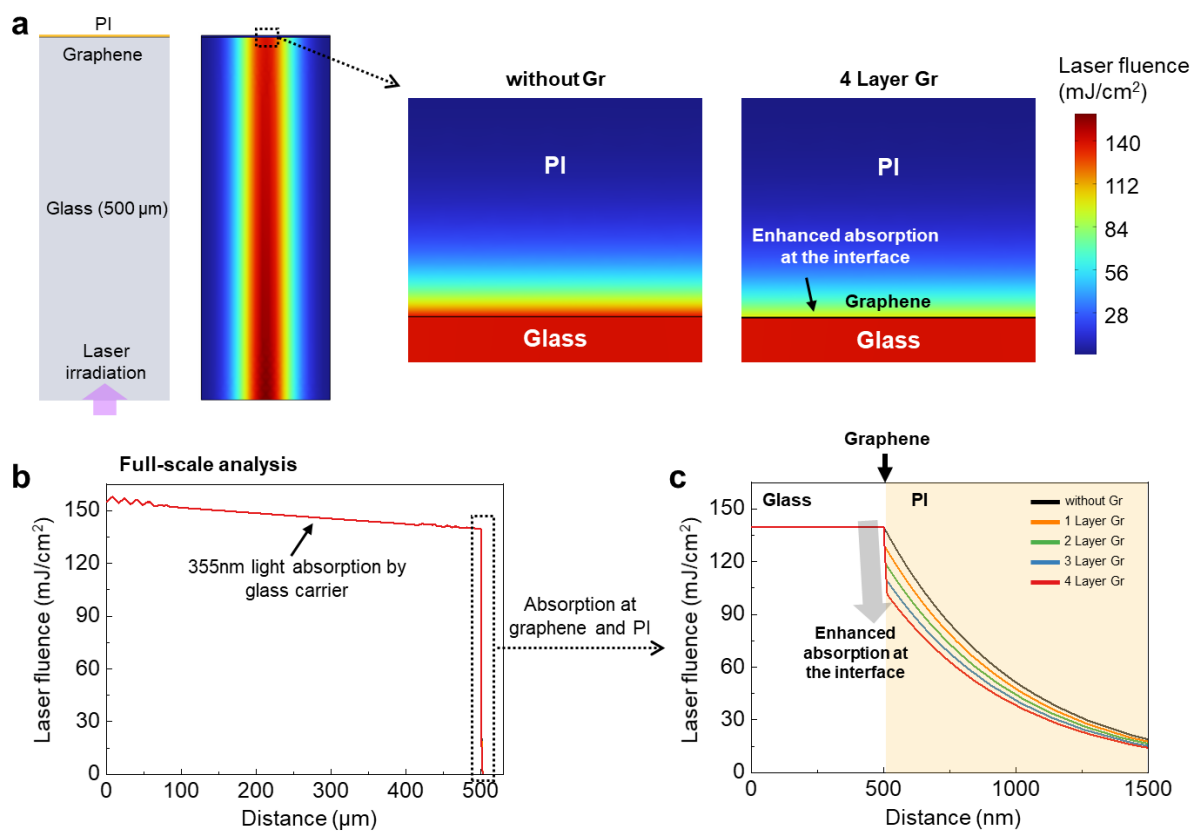 a
PI
Graphene
Glass (500 µm)
Laser
irradiation
without Gr
PI
Glass
4 Layer Gr
PI
Enhanced absorption
at the interface
Graphene
Glass
Laser fluence
(mJ/cm²)
140
112
84
56
28
b
Full-scale analysis
Laser fluence (mJ/cm²)
150
120
90
60
30
0
355nm light absorption by
glass carrier
0
100
200
300
400
500
Distance (µm)
Absorption at
graphene and PI
c
Graphene
Glass
PI
without Gr
1 Layer Gr
2 Layer Gr
3 Layer Gr
4 Layer Gr
Enhanced
absorption at
the interface
Laser fluence (mJ/cm²)
150
120
90
60
30
0
0
500
1000
1500
Distance (nm)